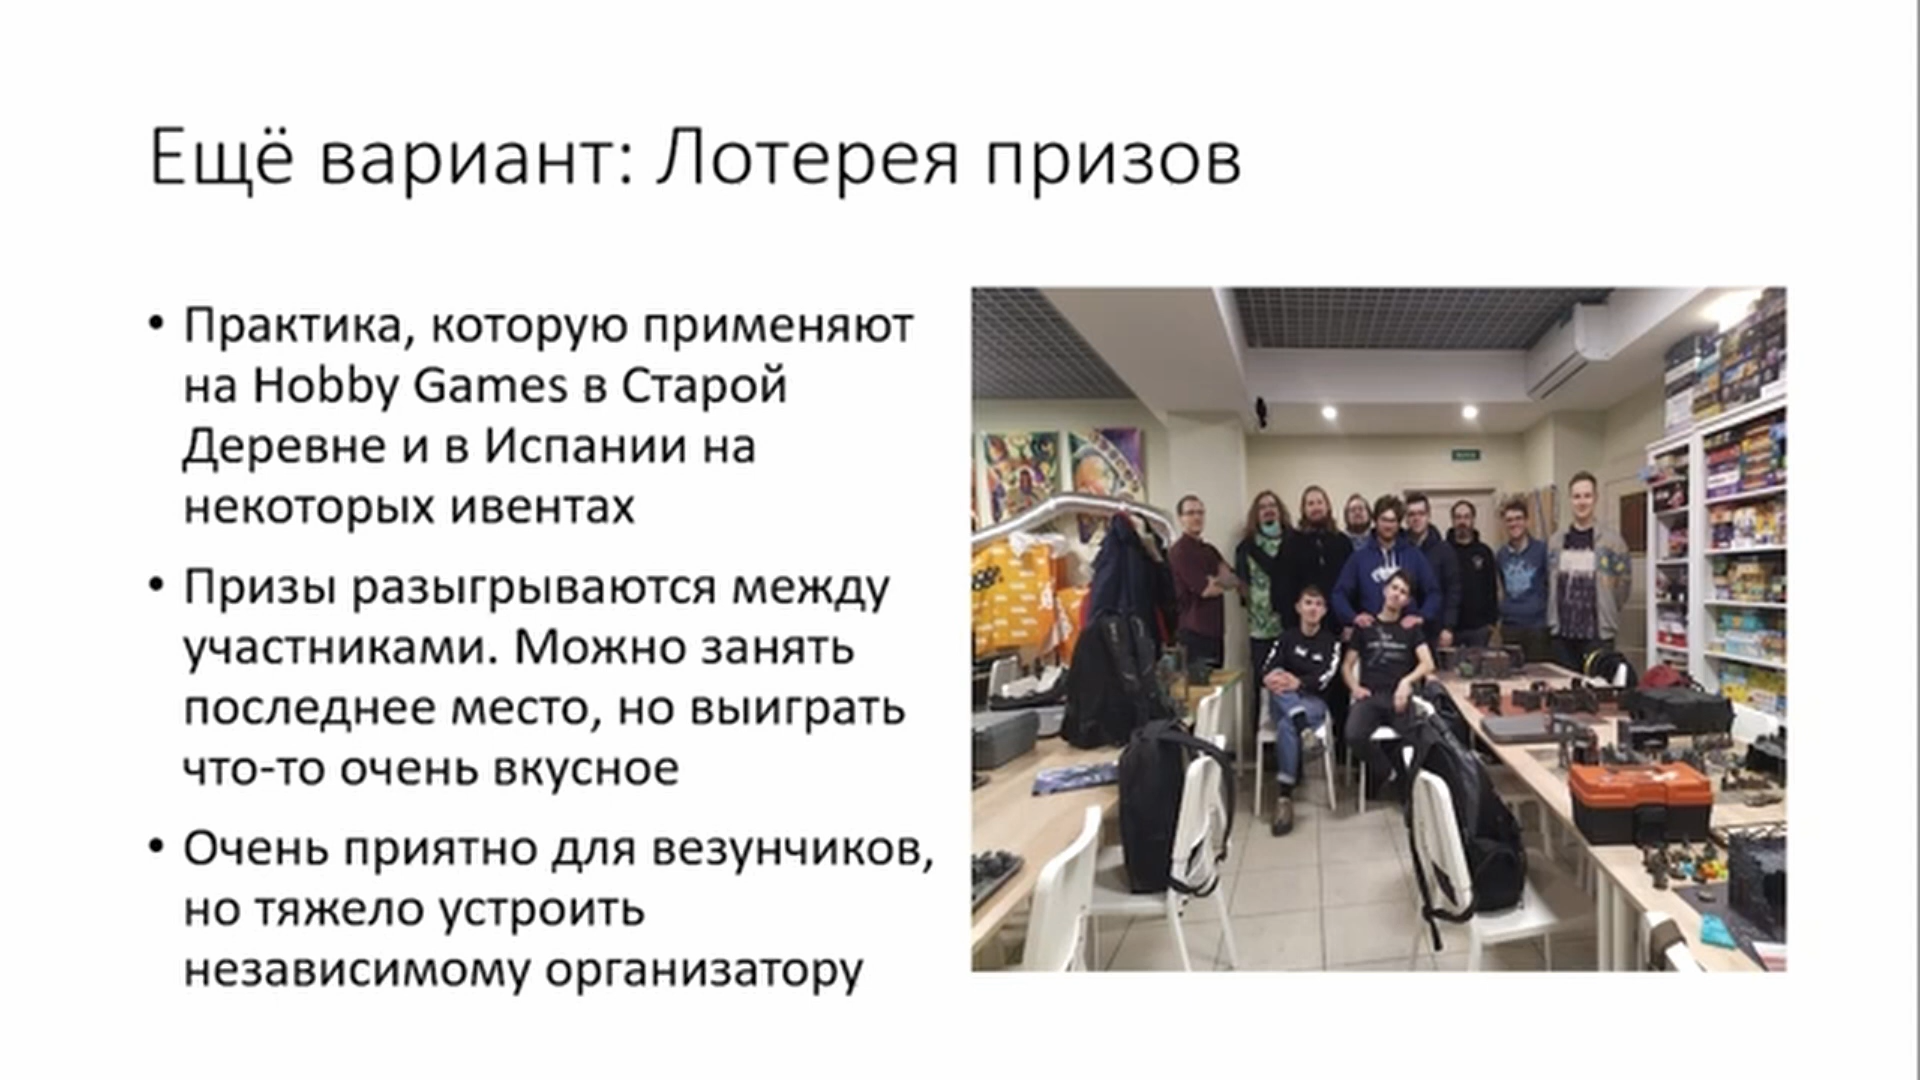 Ещё вариант: Лотерея призов
• Практика, которую применяют
на Hobby Games в Старой
Деревне и в Испании на
некоторых ивентах
• Призы разыгрываются между
участниками. Можно занять
последнее место, но выиграть
что-то очень вкусное
• Очень приятно для везунчиков,
но тяжело устроить
независимому организатору